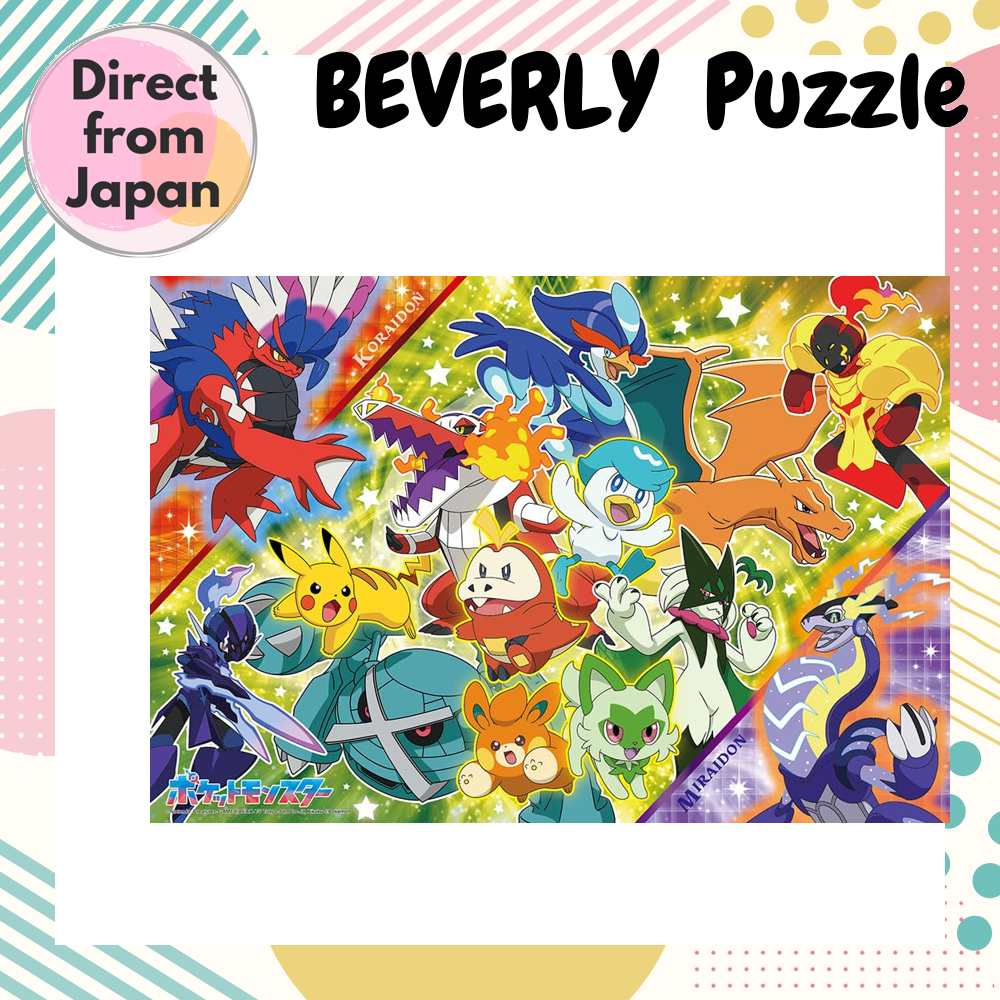 Direct
from
Japan
BEVERLY Puzzle
KORAIDON
MIRAIDON
ポケットモンスター